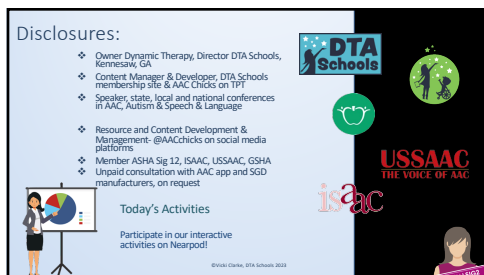 Disclosures:
❖ Owner Dynamic Therapy, Director DTA Schools,
Kennesaw, GA
❖ Content Manager & Developer, DTA Schools
membership site & AAC Chicks on TPT
❖ Speaker, state, local and national conferences
in AAC, Autism & Speech & Language
❖ Resource and Content Development &
Management- @AACchicks on social media
platforms
❖ Member ASHA Sig 12, ISAAC, USSAAC, GSHA
❖ Unpaid consultation with AAC app and SGD
manufacturers, on request
Today's Activities
Participate in our interactive
activities on Nearpod!
©Vicki Clarke, DTA Schools 2023
DTA
Schools
USSAAC
THE VOICE OF AAC
isaac